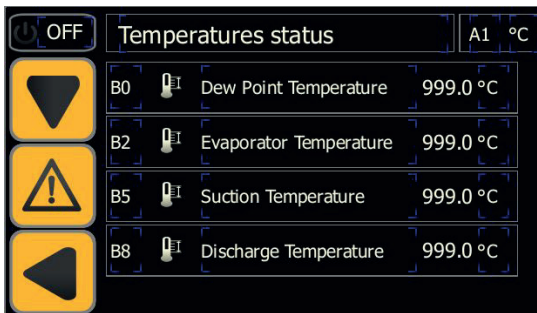 OFF Temperatures status A1 °C
B0 Dew Point Temperature 999.0 °C
B2 Evaporator Temperature 999.0 °C
B5 Suction Temperature 999.0 °C
B8 Discharge Temperature 999.0 °C